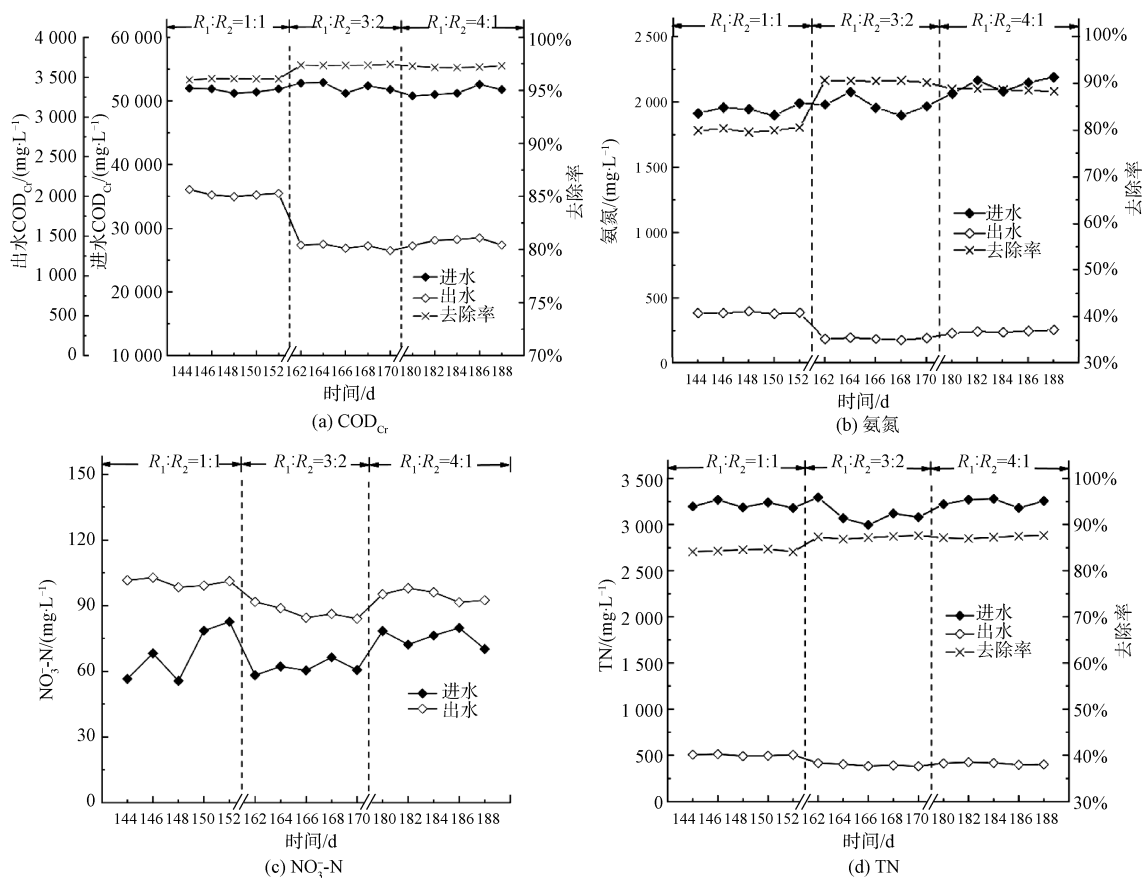 R₁:R₂=1:1 R₁:R₂=3:2 R₁:R₂=4:1
4 000 60 000 100%
3 500 50 000 95%
3 000 90%
2 500 40 000
2 000 30 000 85%
1 500 80%
1 000 20 000 75%
500
0 10 000 70%
出水COD_Cr/(mg·L⁻¹)
进水COD_Cr/(mg·L⁻¹)
去除率
进水
出水
去除率
144 146 148 150 152 162 164 166 168 170 180 182 184 186 188
时间/d
(a) COD_Cr
R₁:R₂=1:1 R₁:R₂=3:2 R₁:R₂=4:1
2 500 100%
90%
2 000 80%
1 500 70%
60%
1 000 50%
500 40%
0 30%
氨氮/(mg·L⁻¹)
去除率
进水
出水
去除率
144 146 148 150 152 162 164 166 168 170 180 182 184 186 188
时间/d
(b) 氨氮
R₁:R₂=1:1 R₁:R₂=3:2 R₁:R₂=4:1
150
120
90
60
30
0
NO₃⁻-N/(mg·L⁻¹)
进水
出水
144 146 148 150 152 162 164 166 168 170 180 182 184 186 188
时间/d
(c) NO₃⁻-N
R₁:R₂=1:1 R₁:R₂=3:2 R₁:R₂=4:1
3 500 100%
3 000 90%
2 500 80%
2 000 70%
1 500 60%
1 000 50%
500 40%
0 30%
TN/(mg·L⁻¹)
去除率
进水
出水
去除率
144 146 148 150 152 162 164 166 168 170 180 182 184 186 188
时间/d
(d) TN